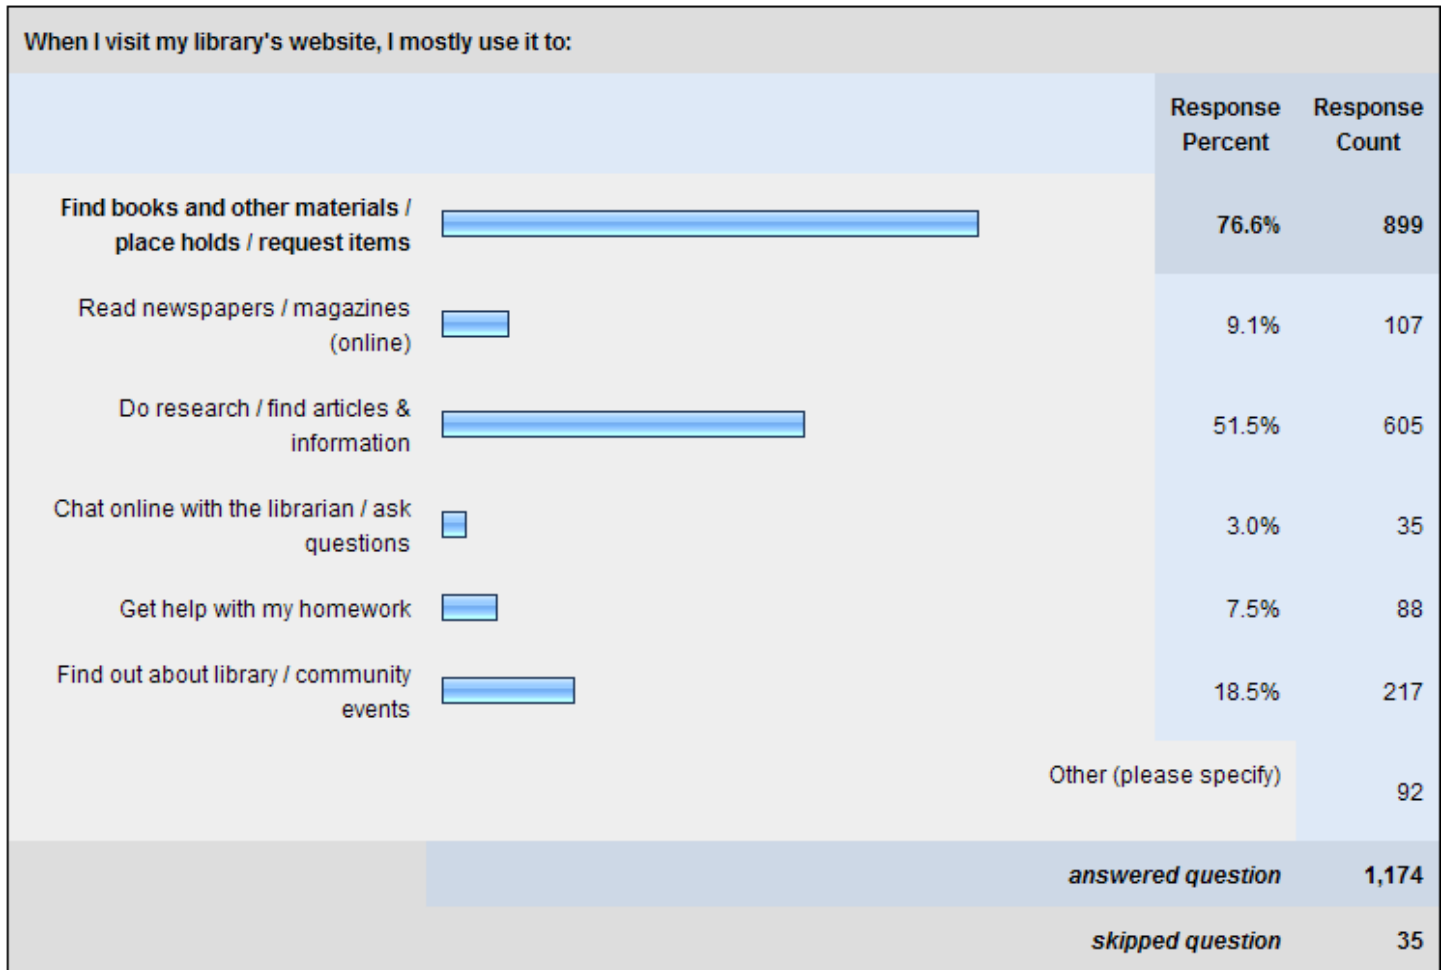 When I visit my library's website, I mostly use it to:
Response Percent
Response Count
Find books and other materials /
place holds / request items
76.6%
899
Read newspapers / magazines
(online)
9.1%
107
Do research / find articles &
information
51.5%
605
Chat online with the librarian / ask
questions
3.0%
35
Get help with my homework
7.5%
88
Find out about library / community
events
18.5%
217
Other (please specify)
92
answered question
1,174
skipped question
35